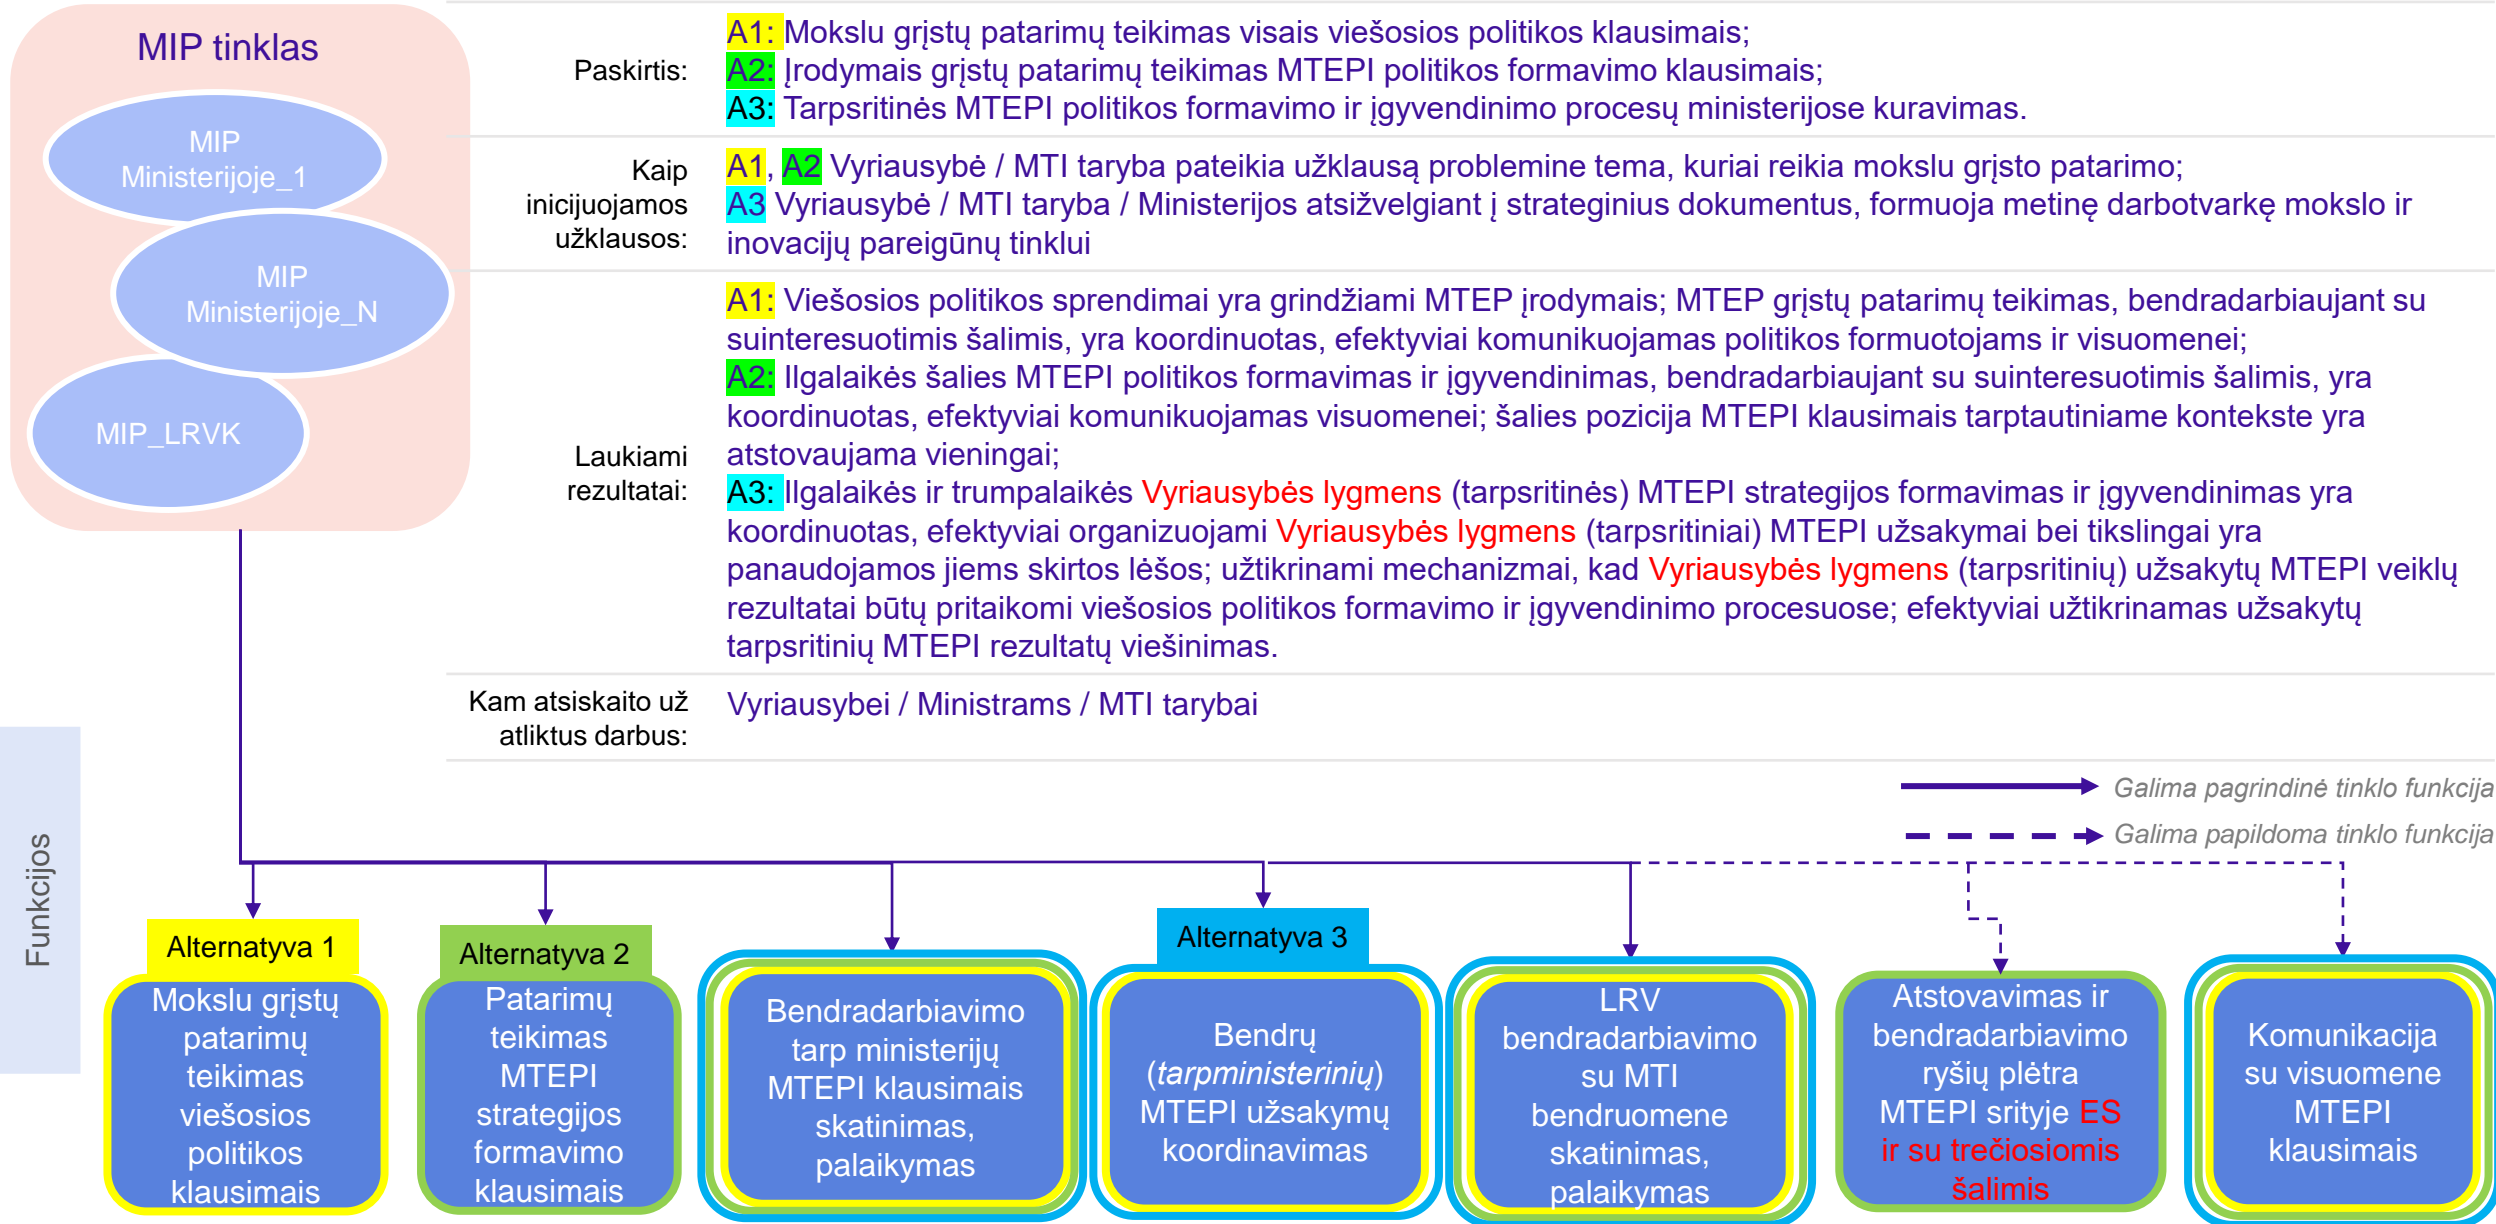 MIP tinklas
MIP
Ministerijoje_1
MIP
Ministerijoje_N
MIP_LRVK
Paskirtis:
A1: Mokslu grįstų patarimų teikimas visais viešosios politikos klausimais;
A2: Įrodymais grįstų patarimų teikimas MTEPI politikos formavimo klausimais;
A3: Tarpsritinės MTEPI politikos formavimo ir įgyvendinimo procesų ministerijose kuravimas.
Kaip
inicijuojamos
užklausos:
A1, A2 Vyriausybė / MTI taryba pateikia užklausą problemine tema, kuriai reikia mokslu grįsto patarimo;
A3 Vyriausybė / MTI taryba / Ministerijos atsižvelgiant į strateginius dokumentus, formuoja metinę darbotvarkę mokslo ir
inovacijų pareigūnų tinklui
Laukiami
rezultatai:
A1: Viešosios politikos sprendimai yra grindžiami MTEP įrodymais; MTEP grįstų patarimų teikimas, bendradarbiaujant su
suinteresuotimis šalimis, yra koordinuotas, efektyviai komunikuojamas politikos formuotojams ir visuomenei;
A2: Ilgalaikės šalies MTEPI politikos formavimas ir įgyvendinimas, bendradarbiaujant su suinteresuotimis šalimis, yra
koordinuotas, efektyviai komunikuojamas visuomenei; šalies pozicija MTEPI klausimais tarptautiniame kontekste yra
atstovaujama vieningai;
A3: Ilgalaikės ir trumpalaikės Vyriausybės lygmens (tarpsritinės) MTEPI strategijos formavimas ir įgyvendinimas yra
koordinuotas, efektyviai organizuojami Vyriausybės lygmens (tarpsritiniai) MTEPI užsakymai bei tikslingai yra
panaudojamos jiems skirtos lėšos; užtikrinami mechanizmai, kad Vyriausybės lygmens (tarpsritinių) užsakytų MTEPI veiklų
rezultatai būtų pritaikomi viešosios politikos formavimo ir įgyvendinimo procesuose; efektyviai užtikrinamas užsakytų
tarpsritinių MTEPI rezultatų viešinimas.
Kam atsiskaito už
atliktus darbus:
Vyriausybei / Ministrams / MTI tarybai
Galima pagrindinė tinklo funkcija
Galima papildoma tinklo funkcija
Funkcijos
Alternatyva 1
Mokslu grįstų
patarimų
teikimas
viešosios
politikos
klausimais
Alternatyva 2
Patarimų
teikimas
MTEPI
strategijos
formavimo
klausimais
Bendradarbiavimo
tarp ministerijų
MTEPI klausimais
skatinimas,
palaikymas
Alternatyva 3
Bendrų
(tarpministerinių)
MTEPI užsakymų
koordinavimas
LRV
bendradarbiavimo
su MTI
bendruomene
skatinimas,
palaikymas
Atstovavimas ir
bendradarbiavimo
ryšių plėtra
MTEPI srityje ES
ir su trečiosiomis
šalimis
Komunikacija
su visuomene
MTEPI
klausimais